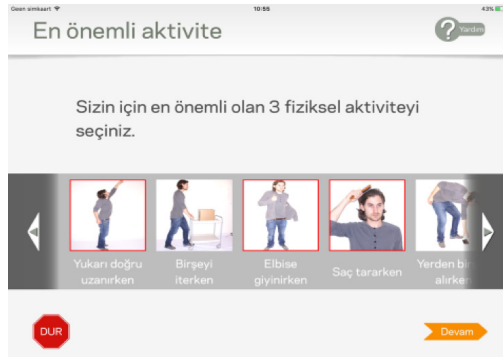 Geen simkaart
10:55
43%
En önemli aktivite
? Yardım
Sizin için en önemli olan 3 fiziksel aktiviteyi
seçiniz.
Yukarı doğru
uzanırken
Birşeyi
iterken
Elbise
giyinirken
Saç tararken
Yerden
alırken
DUR
Devam